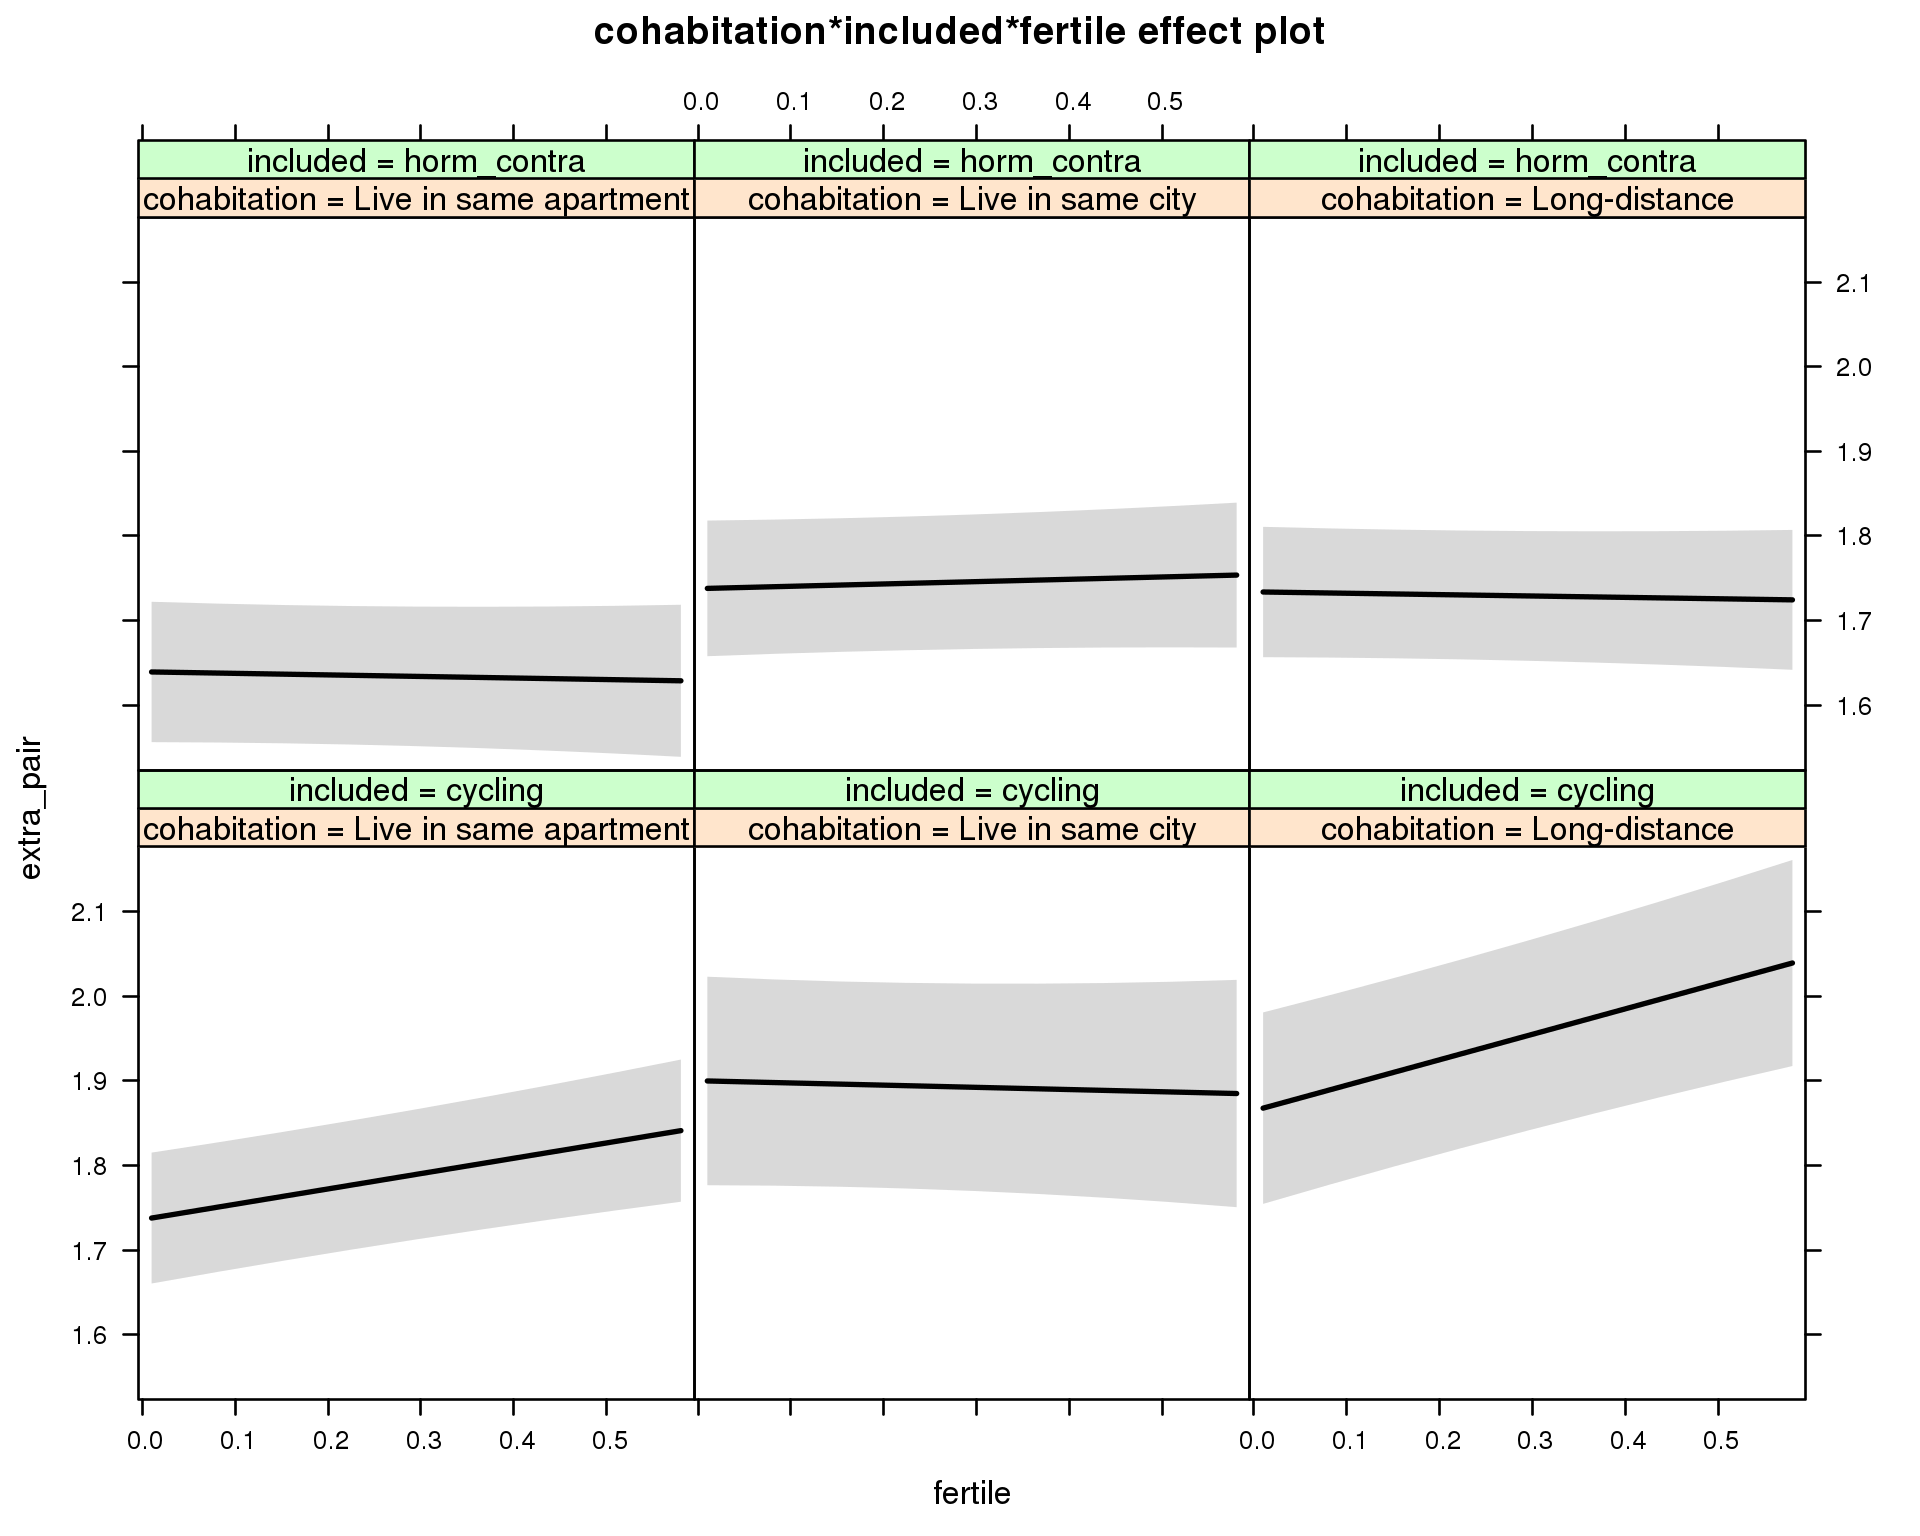 cohabitation*included*fertile effect plot
0.0 0.1 0.2 0.3 0.4 0.5
included = horm_contra included = horm_contra included = horm_contra
cohabitation = Live in same apartment cohabitation = Live in same city cohabitation = Long-distance
2.1
2.0
1.9
1.8
1.7
1.6
extra_pair
included = cycling included = cycling included = cycling
cohabitation = Live in same apartment cohabitation = Live in same city cohabitation = Long-distance
2.1
2.0
1.9
1.8
1.7
1.6
0.0 0.1 0.2 0.3 0.4 0.5 0.0 0.1 0.2 0.3 0.4 0.5
fertile